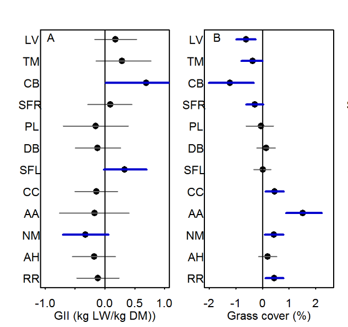 A
B
LV
TM
CB
SFR
PL
DB
SFL
CC
AA
NM
AH
RR
LV
TM
CB
SFR
PL
DB
SFL
CC
AA
NM
AH
RR
-1.0 0.0 0.5 1.0
-2 -1 0 1 2
GII (kg LW/kg DM))
Grass cover (%)